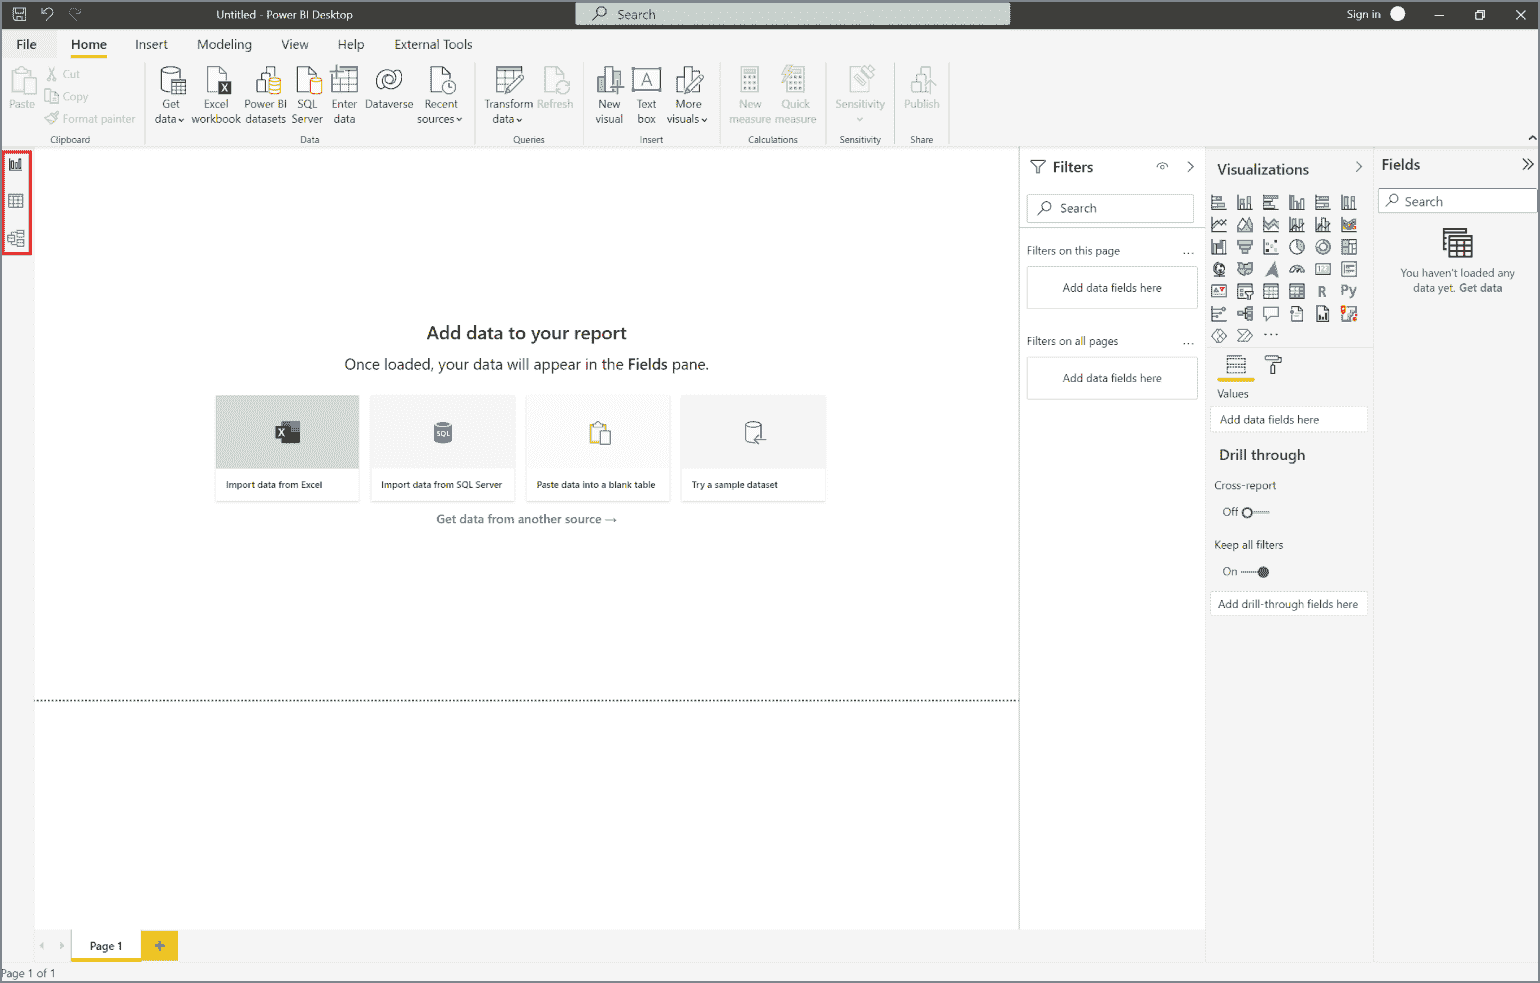 Untitled - Power BI Desktop
Search
Sign in
File Home Insert Modeling View Help External Tools
Paste
Cut
Copy
Format painter
Clipboard
Get data
Excel workbook
Power BI datasets
SQL Server
Enter data
Dataverse
Recent sources
Data
Transform data
Refresh
Queries
New visual
Text box
More visuals
Insert
New measure
Quick measure
Calculations
Sensitivity
Sensitivity
Publish
Share
Add data to your report
Once loaded, your data will appear in the Fields pane.
X
SQL
Import data from Excel
Import data from SQL Server
Paste data into a blank table
Try a sample dataset
Get data from another source →
Filters
Search
Filters on this page
...
Add data fields here
Filters on all pages
...
Add data fields here
Visualizations
R
Py
...
Values
Add data fields here
Drill through
Cross-report
Off
Keep all filters
On
Add drill-through fields here
Fields
Search
You haven't loaded any
data yet. Get data
Page 1
+
Page 1 of 1